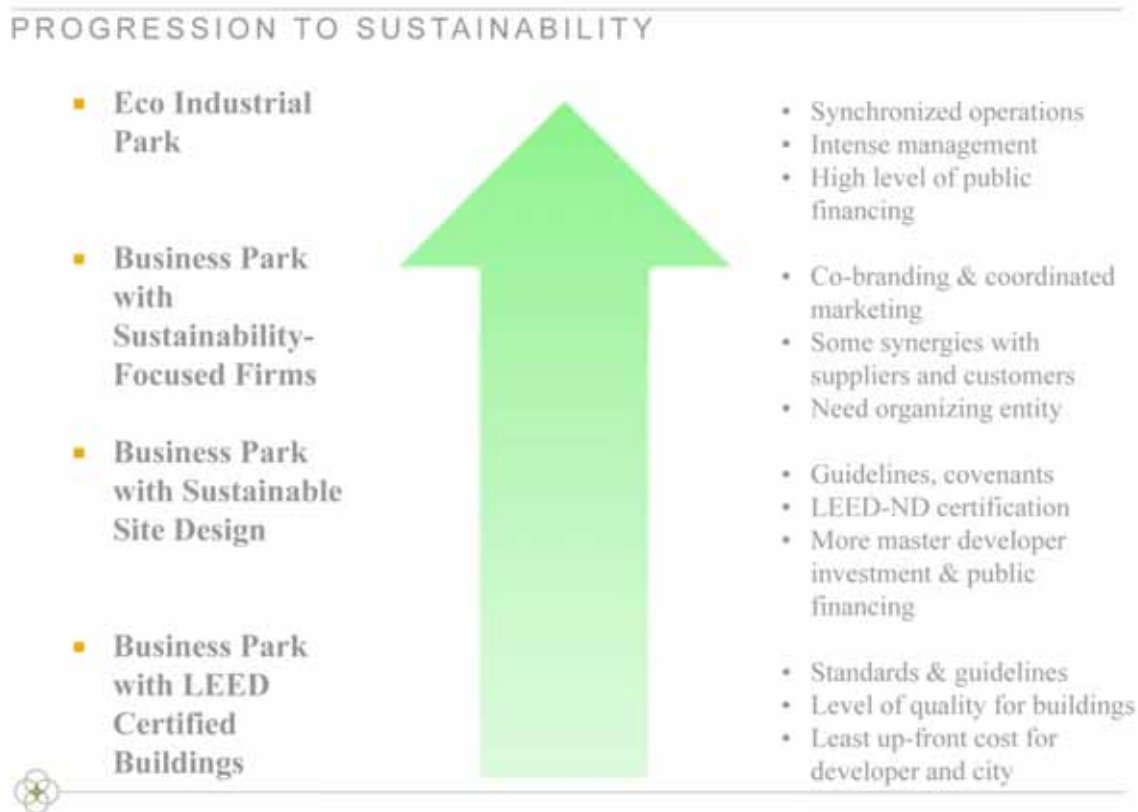 PROGRESSION TO SUSTAINABILITY
Eco Industrial
Park
Business Park
with
Sustainability-
Focused Firms
Business Park
with Sustainable
Site Design
Business Park
with LEED
Certified
Buildings
• Synchronized operations
• Intense management
• High level of public
financing
• Co-branding & coordinated
marketing
• Some synergies with
suppliers and customers
• Need organizing entity
• Guidelines, covenants
• LEED-ND certification
• More master developer
investment & public
financing
• Standards & guidelines
• Level of quality for buildings
• Least up-front cost for
developer and city